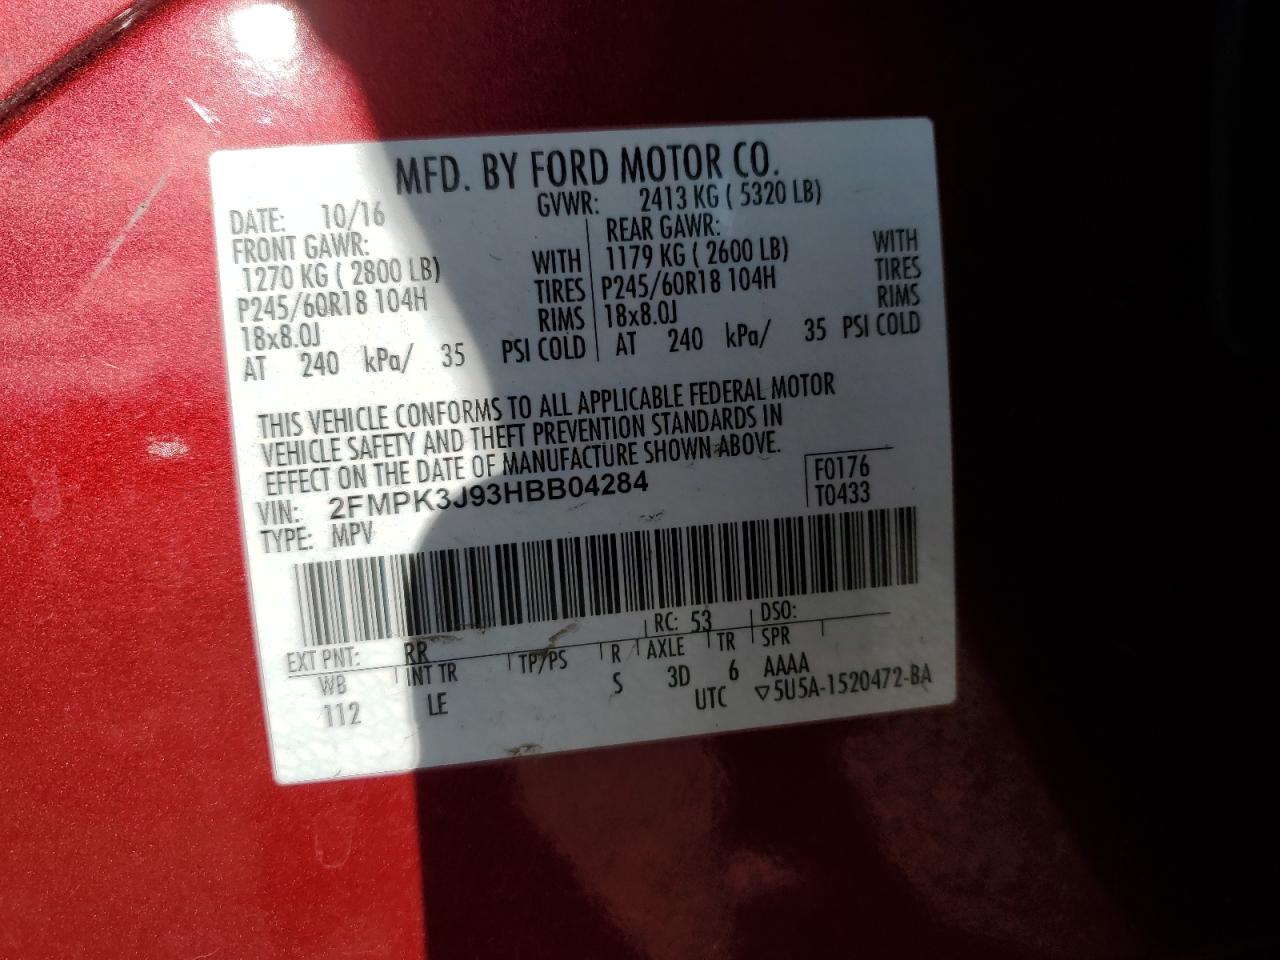 MFD. BY FORD MOTOR CO.
DATE: 10/16 GVWR: 2413 KG ( 5320 LB)
FRONT GAWR: REAR GAWR:
1270 KG ( 2800 LB) WITH 1179 KG ( 2600 LB) WITH
P245/60R18 104H TIRES P245/60R18 104H TIRES
18x8.0J RIMS 18x8.0J RIMS
AT 240 kPa/ 35 PSI COLD AT 240 kPa/ 35 PSI COLD
THIS VEHICLE CONFORMS TO ALL APPLICABLE FEDERAL MOTOR
VEHICLE SAFETY AND THEFT PREVENTION STANDARDS IN
EFFECT ON THE DATE OF MANUFACTURE SHOWN ABOVE.
VIN: 2FMPK3J93HBB04284 F0176
TYPE: MPV T0433
EXT PNT: RR RC: 53 DSO:
WB INT TR TP/PS R AXLE TR SPR
112 LE S 3D 6 AAAA
UTC ▽5U5A-1520472-BA